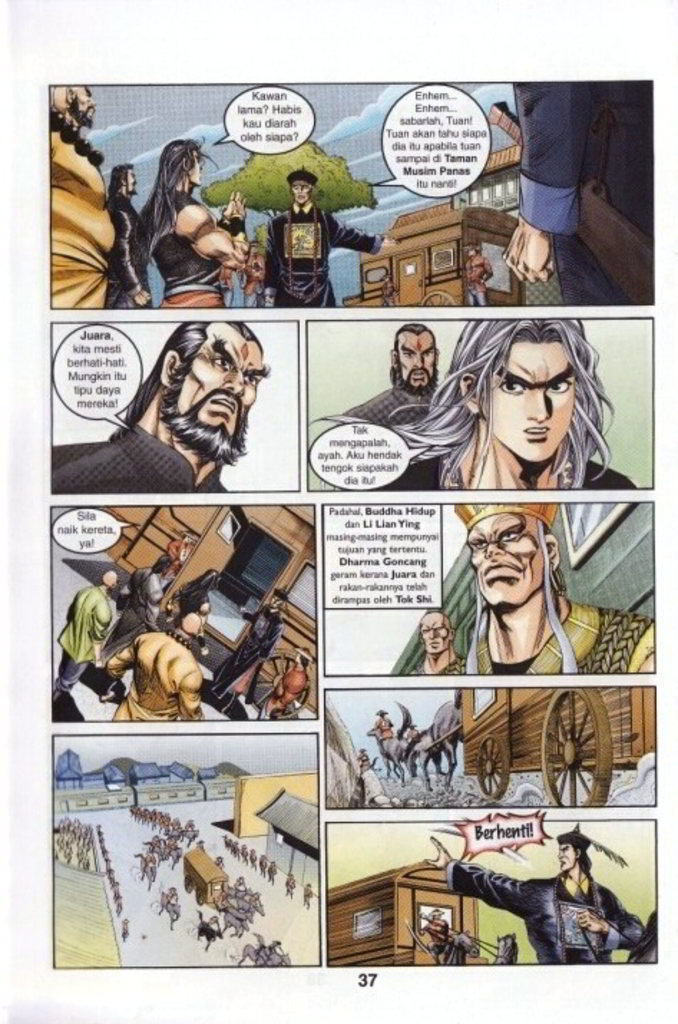 Kawan
lama? Habis
kau diarah
oleh siapa?
Enhem...
Enhem...
sabarlah, Tuan!
Tuan akan tahu siapa
dia itu apabila tuan
sampai di Taman
Musim Panas
itu nanti!
Juara,
kita mesti
berhati-hati.
Mungkin itu
tipu daya
mereka!
Tak
mengapalah,
ayah. Aku hendak
tengok siapakah
dia itu!
Sila
naik kereta,
ya!
Padahal, Buddha Hidup
dan Li Lian Ying
masing-masing mempunyai
tujuan yang tertentu.
Dharma Goncang
geram kerana Juara dan
rakan-rakannya telah
dirampas oleh Tok Shi.
Berhenti!
37